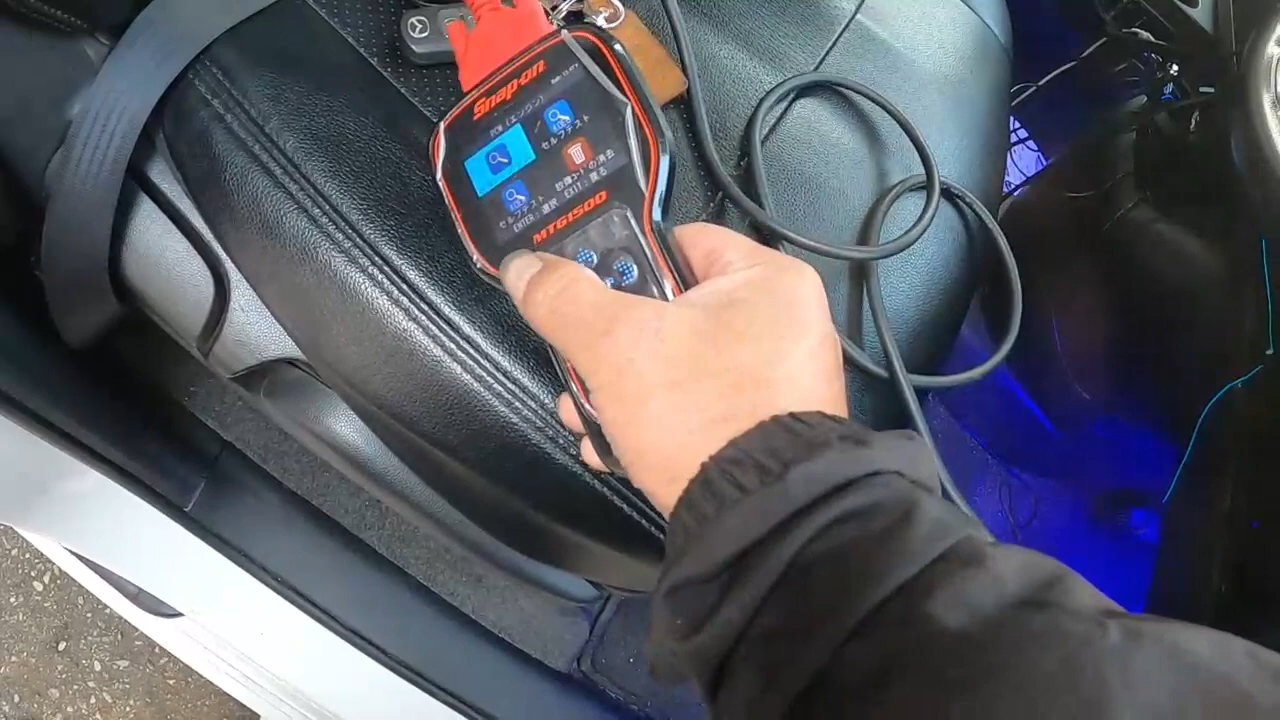 Snap-on
PCM (エンジン)
セルフテスト
セルフテスト
故障コードの消去
ENTER : 選択 EXIT : 戻る
MTG1500